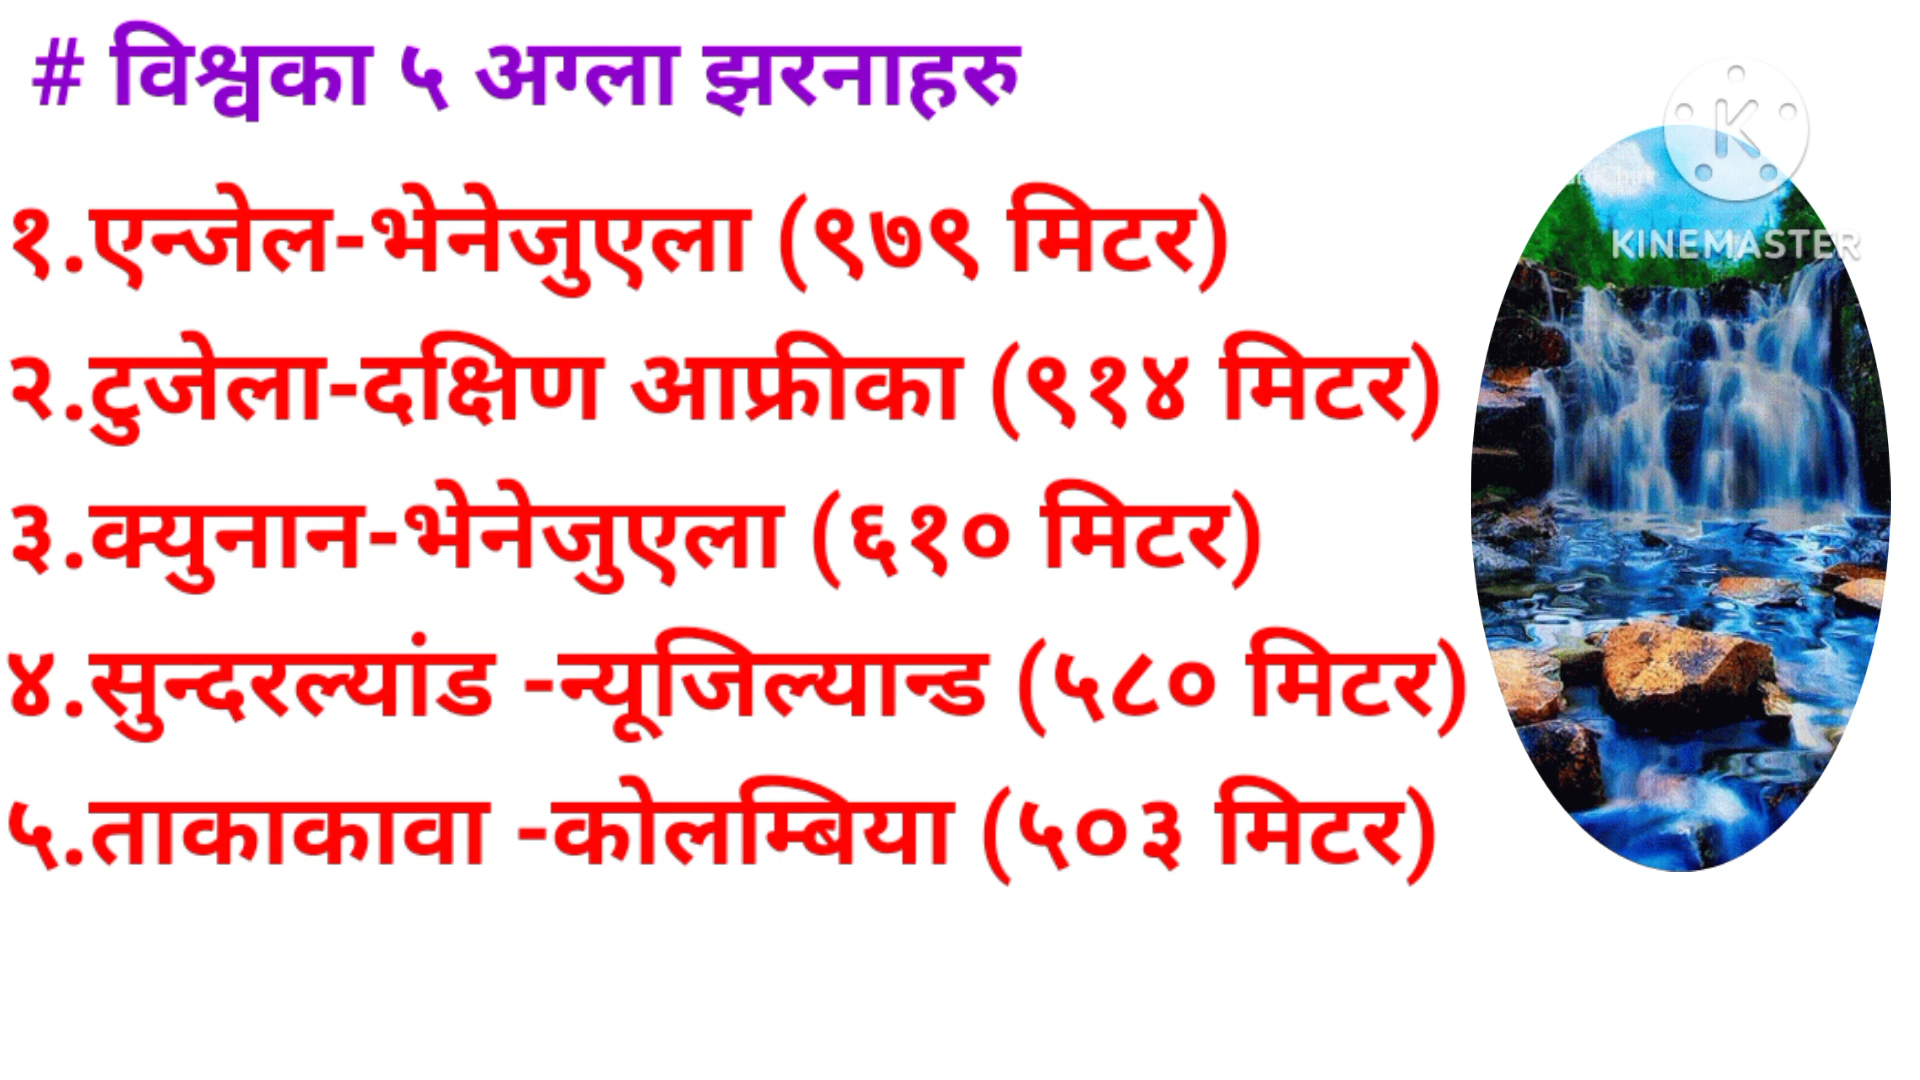 # विश्वका ५ अग्ला झरनाहरु
१.एन्जेल-भेनेजुएला (९७९ मिटर)
२.टुजेला-दक्षिण आफ्रीका (९१४ मिटर)
३.क्युनान-भेनेजुएला (६१० मिटर)
४.सुन्दरल्यांड -न्यूजिल्यान्ड (५८० मिटर)
५.ताकाकावा -कोलम्बिया (५०३ मिटर)
K
KINEMASTER